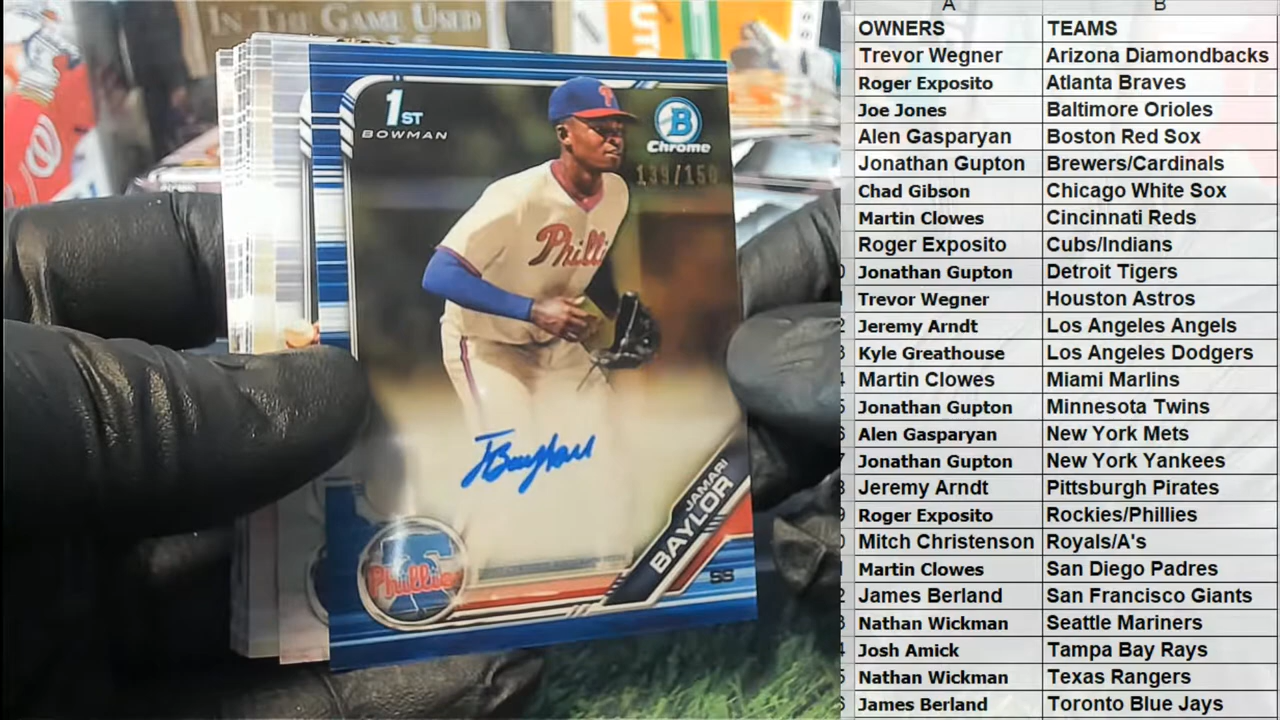 IN THE GAME USED
1ST
BOWMAN
B
Chrome
139/150
Philli
W
JBaylor
JAMARI
BAYLOR
SS
Phillies
A B
OWNERS TEAMS
Trevor Wegner Arizona Diamondbacks
Roger Exposito Atlanta Braves
Joe Jones Baltimore Orioles
Alen Gasparyan Boston Red Sox
Jonathan Gupton Brewers/Cardinals
Chad Gibson Chicago White Sox
Martin Clowes Cincinnati Reds
Roger Exposito Cubs/Indians
Jonathan Gupton Detroit Tigers
Trevor Wegner Houston Astros
Jeremy Arndt Los Angeles Angels
Kyle Greathouse Los Angeles Dodgers
Martin Clowes Miami Marlins
Jonathan Gupton Minnesota Twins
Alen Gasparyan New York Mets
Jonathan Gupton New York Yankees
Jeremy Arndt Pittsburgh Pirates
Roger Exposito Rockies/Phillies
Mitch Christenson Royals/A's
Martin Clowes San Diego Padres
James Berland San Francisco Giants
Nathan Wickman Seattle Mariners
Josh Amick Tampa Bay Rays
Nathan Wickman Texas Rangers
James Berland Toronto Blue Jays